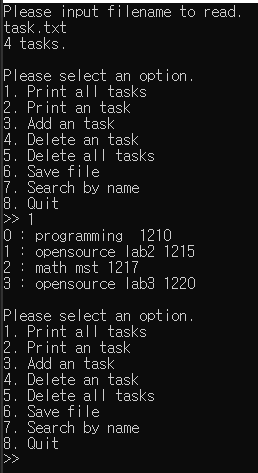 Please input filename to read.
task.txt
4 tasks.
Please select an option.
1. Print all tasks
2. Print an task
3. Add an task
4. Delete an task
5. Delete all tasks
6. Save file
7. Search by name
8. Quit
>> 1
0 : programming  1210
1 : opensource lab2 1215
2 : math mst 1217
3 : opensource lab3 1220
Please select an option.
1. Print all tasks
2. Print an task
3. Add an task
4. Delete an task
5. Delete all tasks
6. Save file
7. Search by name
8. Quit
>>